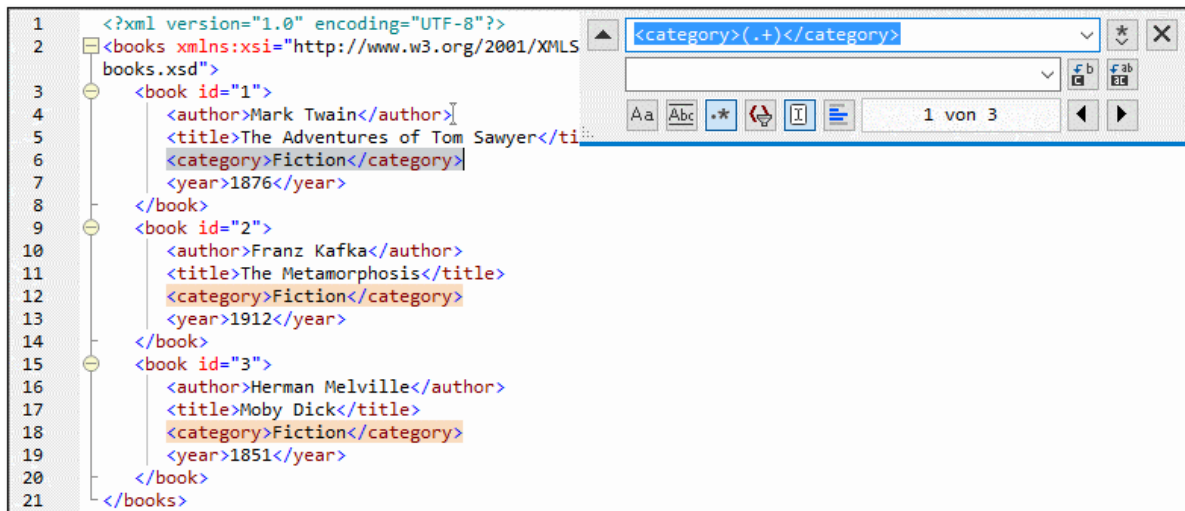 1 <?xml version="1.0" encoding="UTF-8"?>
2 <books xmlns:xsi="http://www.w3.org/2001/XMLS
books.xsd">
3 <book id="1">
4 <author>Mark Twain</author>
5 <title>The Adventures of Tom Sawyer</ti
6 <category>Fiction</category>
7 <year>1876</year>
8 </book>
9 <book id="2">
10 <author>Franz Kafka</author>
11 <title>The Metamorphosis</title>
12 <category>Fiction</category>
13 <year>1912</year>
14 </book>
15 <book id="3">
16 <author>Herman Melville</author>
17 <title>Moby Dick</title>
18 <category>Fiction</category>
19 <year>1851</year>
20 </book>
21 </books>
<category>(.+)</category>
Aa Abc .* 1 von 3